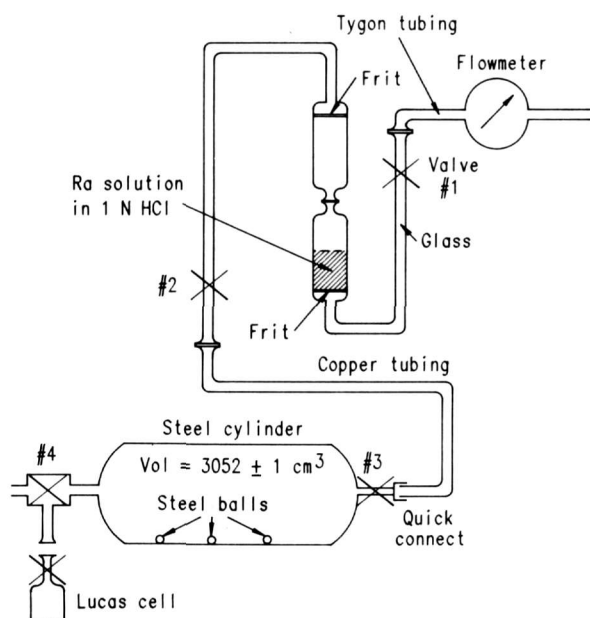 Tygon tubing
Flowmeter
Frit
Valve
#1
Ra solution
in 1 N HCl
Glass
#2
Frit
Copper tubing
Steel cylinder
#4
Vol = 3052 ± 1 cm³
#3
Steel balls
Quick
connect
Lucas cell